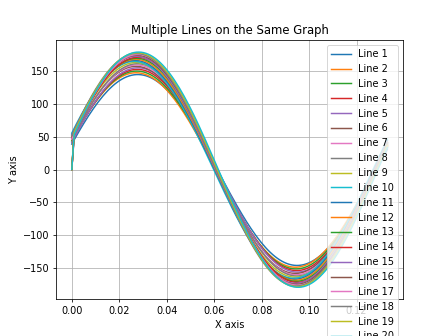 Multiple Lines on the Same Graph
Y axis
150
100
50
0
−50
−100
−150
0.00
0.02
0.04
0.06
0.08
0.10
X axis
Line 1
Line 2
Line 3
Line 4
Line 5
Line 6
Line 7
Line 8
Line 9
Line 10
Line 11
Line 12
Line 13
Line 14
Line 15
Line 16
Line 17
Line 18
Line 19
Line 20